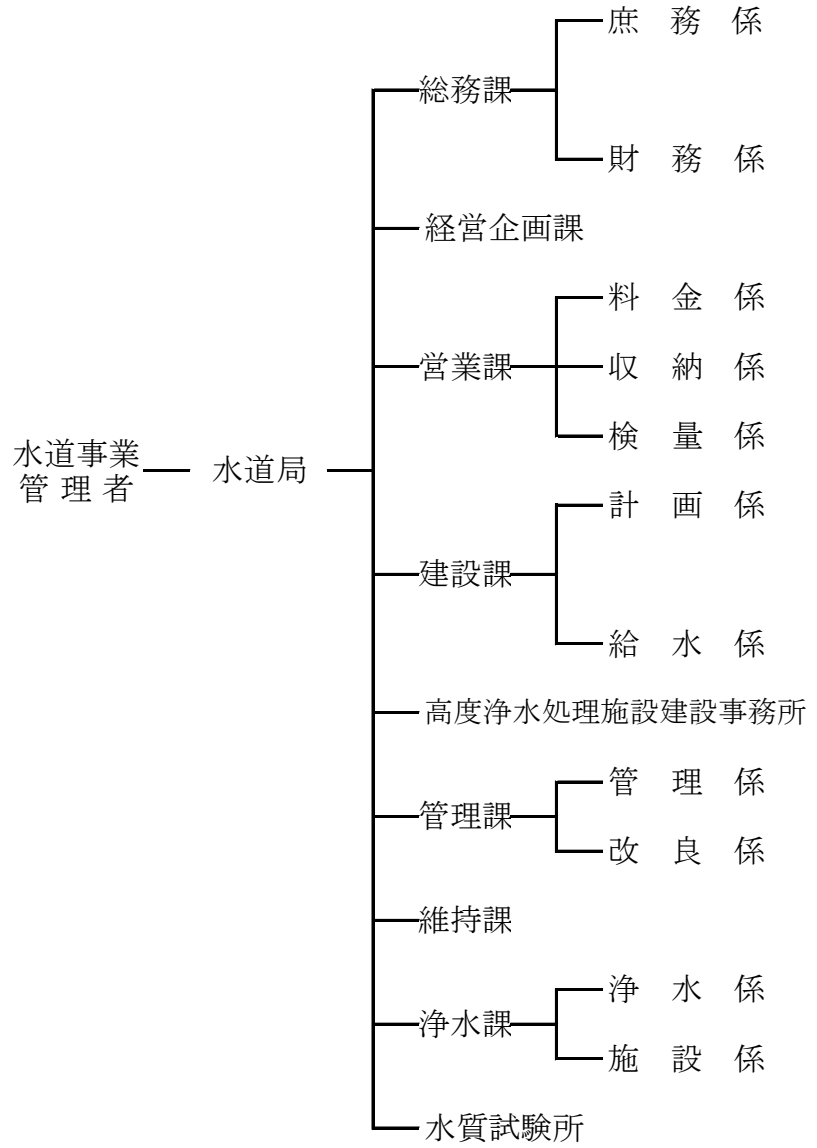 水道事業
管理者
水道局
総務課
庶務係
財務係
経営企画課
営業課
料金係
収納係
検量係
建設課
計画係
給水係
高度浄水処理施設建設事務所
管理課
管理係
改良係
維持課
浄水課
浄水係
施設係
水質試験所